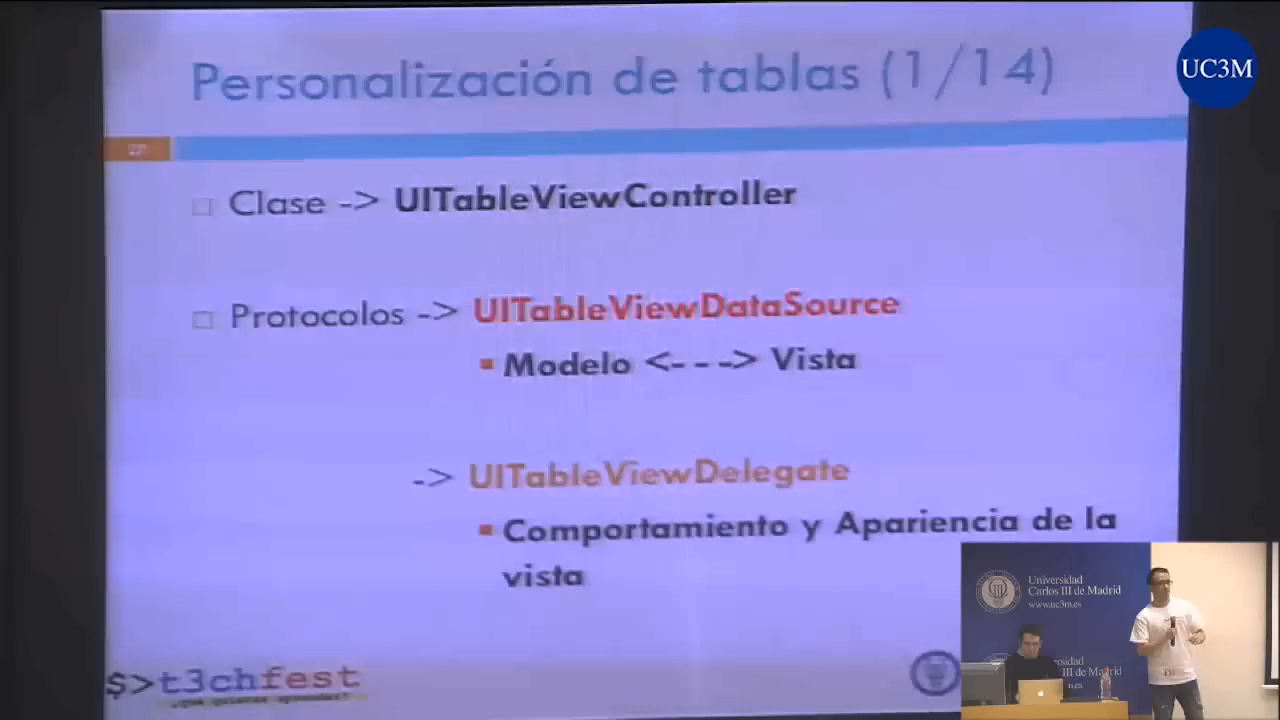 Personalización de tablas (1/14)
UC3M
Clase -> UITableViewController
Protocolos -> UITableViewDataSource
Modelo <---> Vista
-> UITableViewDelegate
Comportamiento y Apariencia de la
vista
$>t3chfest
Universidad
Carlos III de Madrid
www.uc3m.es